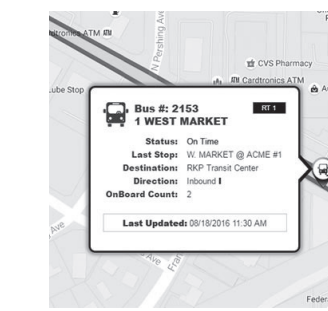 Cardtronics ATM
N Pershing Ave
CVS Pharmacy
Cardtronics ATM
Lube Stop
Bus #: 2153
RT 1
1 WEST MARKET
Status: On Time
Last Stop: W. MARKET @ ACME #1
Destination: RKP Transit Center
Direction: Inbound I
OnBoard Count: 2
Last Updated: 08/18/2016 11:30 AM
Ave
Ave
Fran
Feder